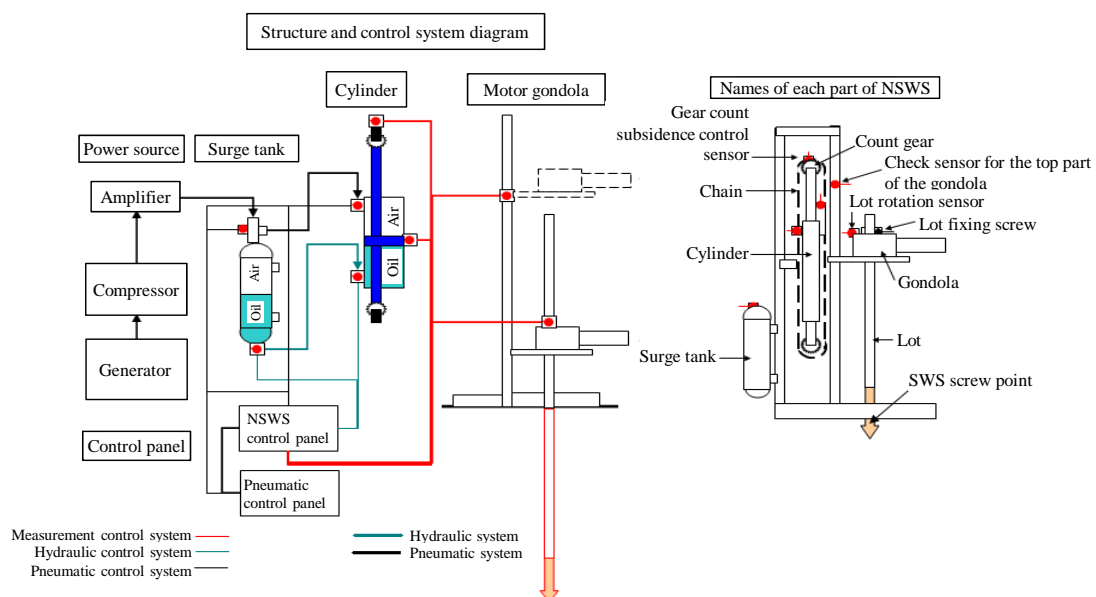 Structure and control system diagram
Cylinder
Motor gondola
Names of each part of NSWS
Power source
Surge tank
Amplifier
Air
Oil
Air
Oil
Compressor
Generator
NSWS
control panel
Control panel
Pneumatic
control panel
Measurement control system
Hydraulic control system
Pneumatic control system
Hydraulic system
Pneumatic system
Gear count
subsidence control
sensor
Count gear
Check sensor for the top part
of the gondola
Chain
Lot rotation sensor
Lot fixing screw
Cylinder
Gondola
Surge tank
Lot
SWS screw point